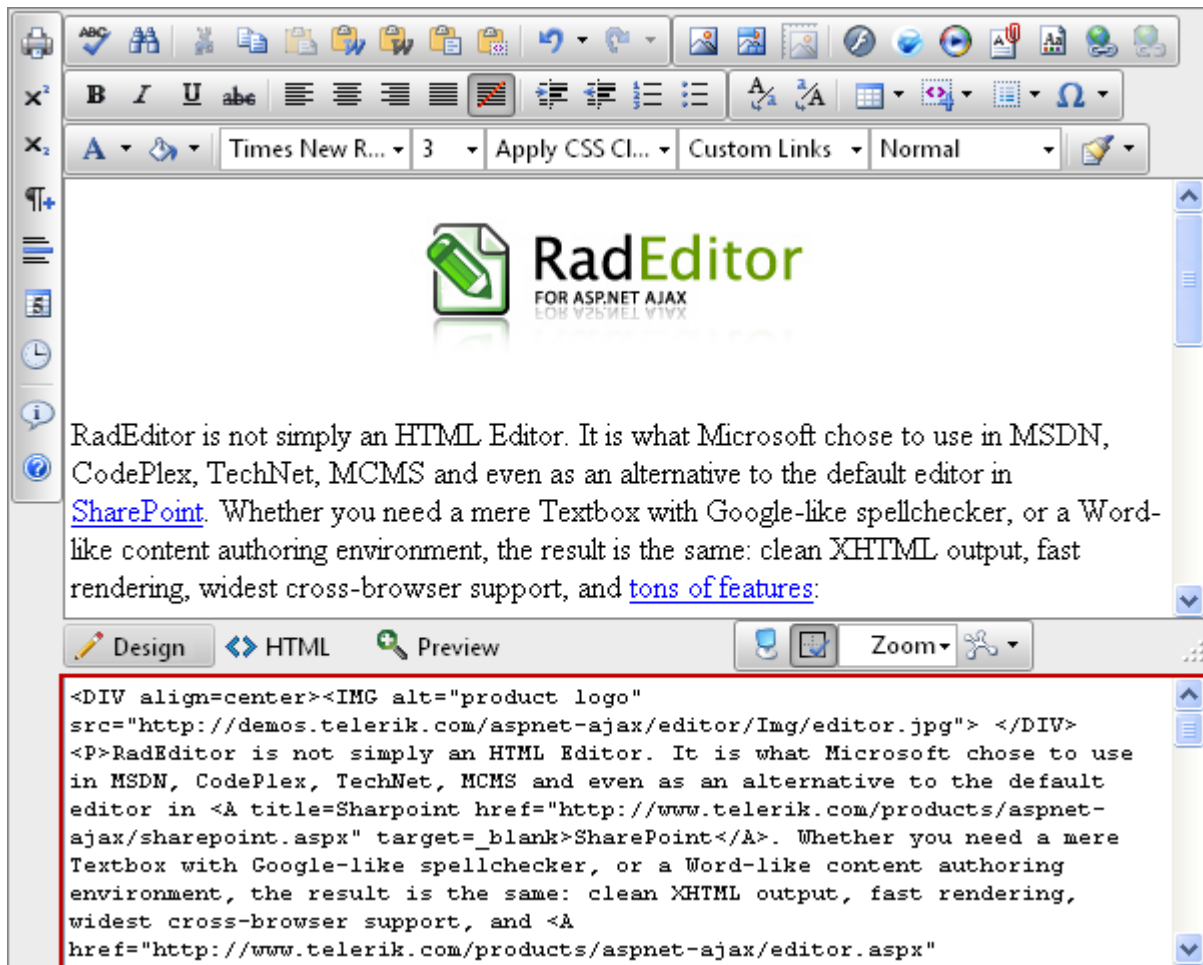 ABC
B I U abc
A Times New R... 3 Apply CSS Cl... Custom Links Normal
RadEditor
FOR ASP.NET AJAX
RadEditor is not simply an HTML Editor. It is what Microsoft chose to use in MSDN,
CodePlex, TechNet, MCMS and even as an alternative to the default editor in
SharePoint. Whether you need a mere Textbox with Google-like spellchecker, or a Word-
like content authoring environment, the result is the same: clean XHTML output, fast
rendering, widest cross-browser support, and tons of features:
Design HTML Preview Zoom
<DIV align=center><IMG alt="product logo"
src="http://demos.telerik.com/aspnet-ajax/editor/Img/editor.jpg"> </DIV>
<P>RadEditor is not simply an HTML Editor. It is what Microsoft chose to use
in MSDN, CodePlex, TechNet, MCMS and even as an alternative to the default
editor in <A title=Sharpoint href="http://www.telerik.com/products/aspnet-
ajax/sharepoint.aspx" target=_blank>SharePoint</A>. Whether you need a mere
Textbox with Google-like spellchecker, or a Word-like content authoring
environment, the result is the same: clean XHTML output, fast rendering,
widest cross-browser support, and <A
href="http://www.telerik.com/products/aspnet-ajax/editor.aspx"